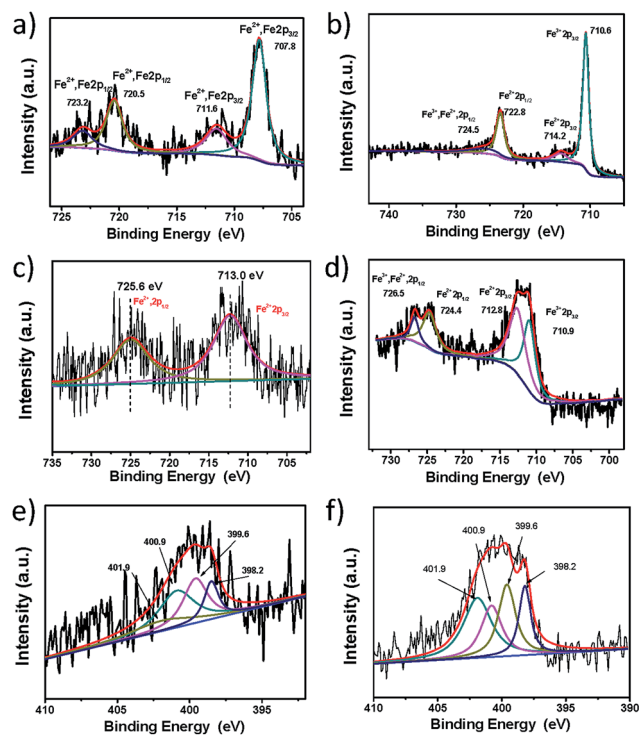 a)
Fe²⁺,Fe2p₃/₂
707.8
Fe²⁺,Fe2p₁/₂
720.5
Fe²⁺,Fe2p₁/₂
723.2
Fe²⁺,Fe2p₃/₂
711.6
Intensity (a.u.)
725 720 715 710 705
Binding Energy (eV)
b)
Fe²⁺2p₃/₂
710.6
Fe³⁺,Fe²⁺,2p₁/₂
724.5
Fe²⁺2p₁/₂
722.8
Fe²⁺2p₃/₂
714.2
Intensity (a.u.)
740 730 720 710
Binding Energy (eV)
c)
725.6 eV
Fe²⁺,2p₁/₂
713.0 eV
Fe²⁺2p₃/₂
Intensity (a.u.)
735 730 725 720 715 710 705
Binding Energy (eV)
d)
Fe³⁺,Fe²⁺,2p₁/₂
726.5
Fe²⁺2p₁/₂
724.4
Fe²⁺2p₃/₂
712.8
Fe²⁺2p₃/₂
710.9
Intensity (a.u.)
730 725 720 715 710 705 700
Binding Energy (eV)
e)
401.9
400.9
399.6
398.2
Intensity (a.u.)
410 405 400 395
Binding Energy (eV)
f)
401.9
400.9
399.6
398.2
Intensity (a.u.)
410 405 400 395 390
Binding Energy (eV)